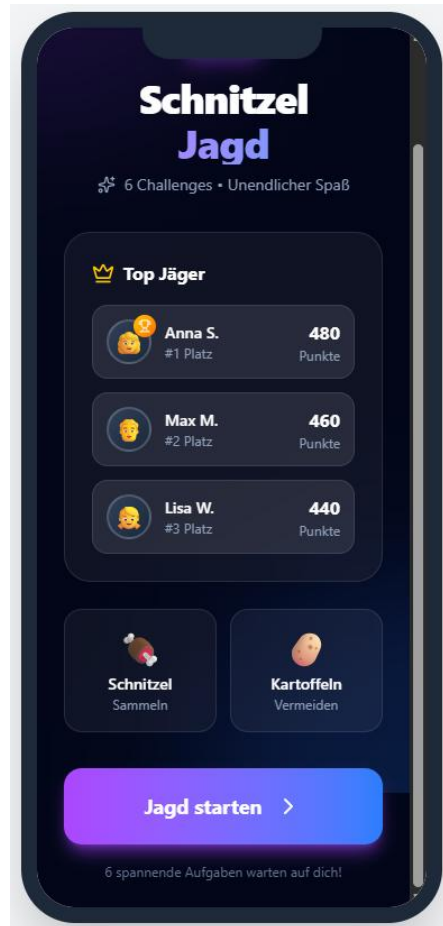 Schnitzel
Jagd
6 Challenges • Unendlicher Spaß
Top Jäger
Anna S.
480
#1 Platz
Punkte
Max M.
460
#2 Platz
Punkte
Lisa W.
440
#3 Platz
Punkte
Schnitzel
Sammeln
Kartoffeln
Vermeiden
Jagd starten
6 spannende Aufgaben warten auf dich!